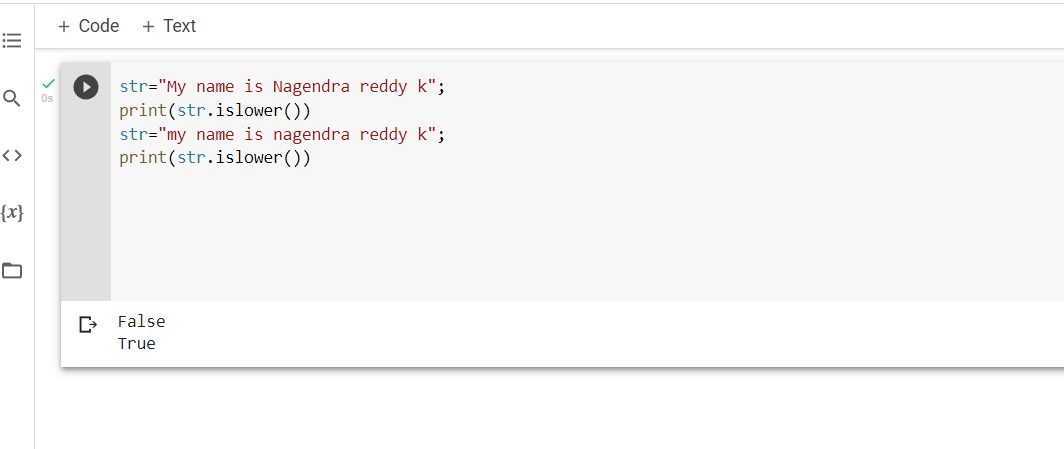 + Code + Text
0s
str="My name is Nagendra reddy k";
print(str.islower())
str="my name is nagendra reddy k";
print(str.islower())
{x}
False
True